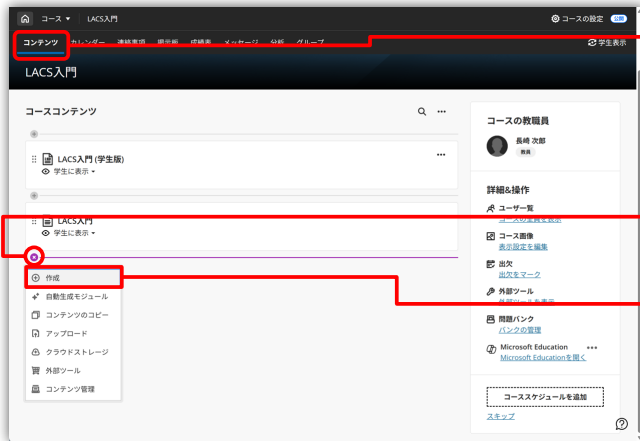 コース ▼ LACS入門
コースの設定 公開
コンテンツ カレンダー 連絡事項 掲示板 成績表 メッセージ 分析 グループ
学生表示
LACS入門
コースコンテンツ
LACS入門 (学生版)
学生に表示
LACS入門
学生に表示
作成
自動生成モジュール
コンテンツのコピー
アップロード
クラウドストレージ
外部ツール
コンテンツ管理
コースの教職員
長崎 次郎
教員
詳細&操作
ユーザー一覧
コースの全員を表示
コース画像
表示設定を編集
出欠
出欠をマーク
外部ツール
外部ツールを表示
問題バンク
バンクの管理
Microsoft Education
Microsoft Educationを開く
コーススケジュールを追加
スキップ